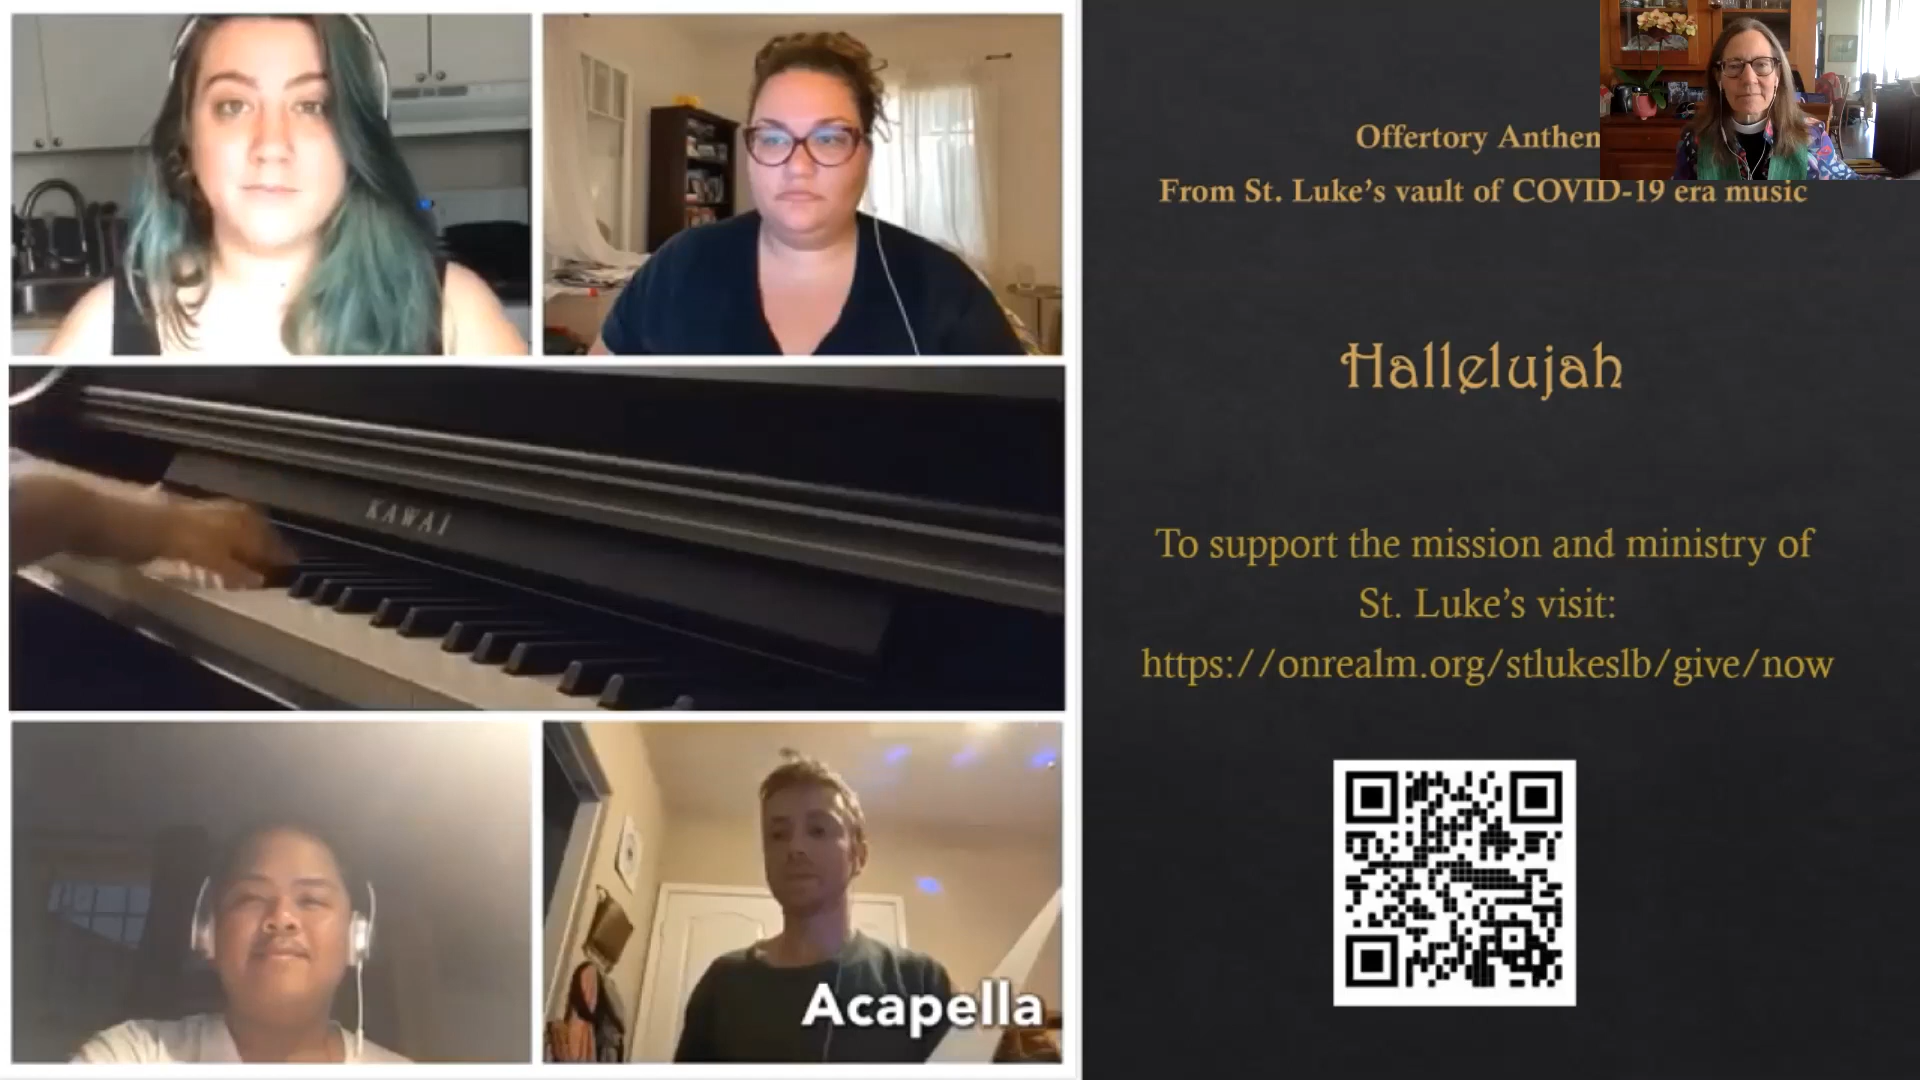 Offertory Anthem
From St. Luke's vault of COVID-19 era music
Hallelujah
KAWAI
To support the mission and ministry of
St. Luke's visit:
https://onrealm.org/stlukeslb/give/now
Acapella